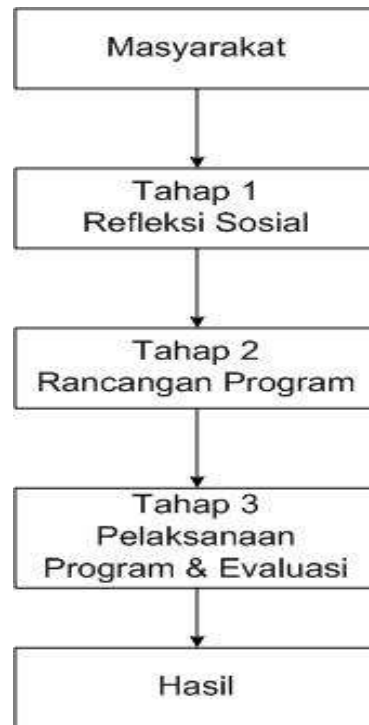 Masyarakat
Tahap 1
Refleksi Sosial
Tahap 2
Rancangan Program
Tahap 3
Pelaksanaan
Program & Evaluasi
Hasil